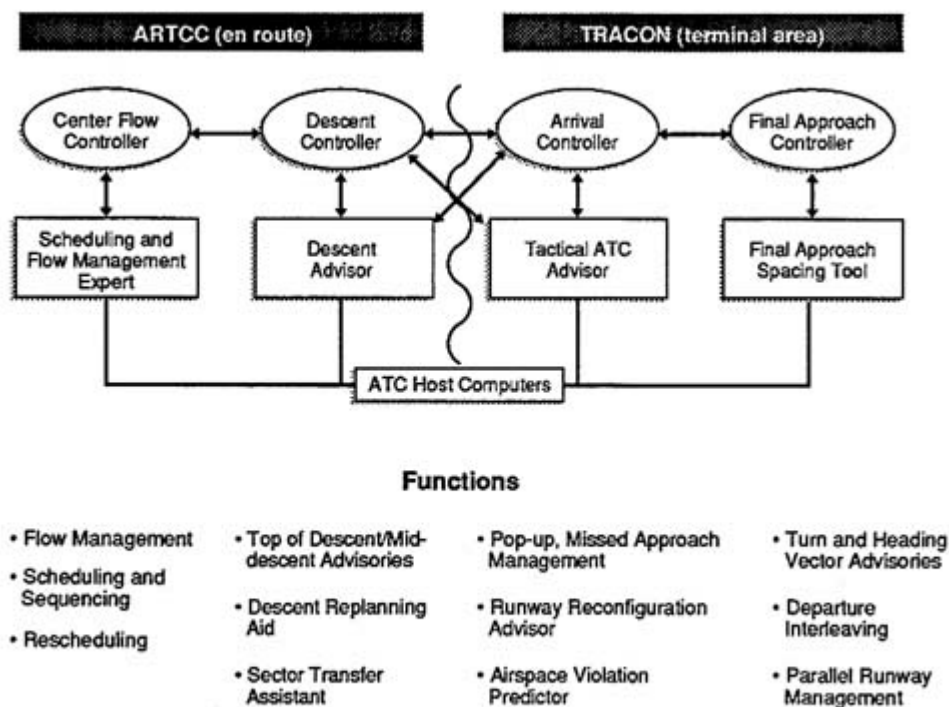 ARTCC (en route)
TRACON (terminal area)
Center Flow
Controller
Descent
Controller
Arrival
Controller
Final Approach
Controller
Scheduling and
Flow Management
Expert
Descent
Advisor
Tactical ATC
Advisor
Final Approach
Spacing Tool
ATC Host Computers
Functions
• Flow Management
• Scheduling and
Sequencing
• Rescheduling
• Top of Descent/Mid-
descent Advisories
• Descent Replanning
Aid
• Sector Transfer
Assistant
• Pop-up, Missed Approach
Management
• Runway Reconfiguration
Advisor
• Airspace Violation
Predictor
• Turn and Heading
Vector Advisories
• Departure
Interleaving
• Parallel Runway
Management